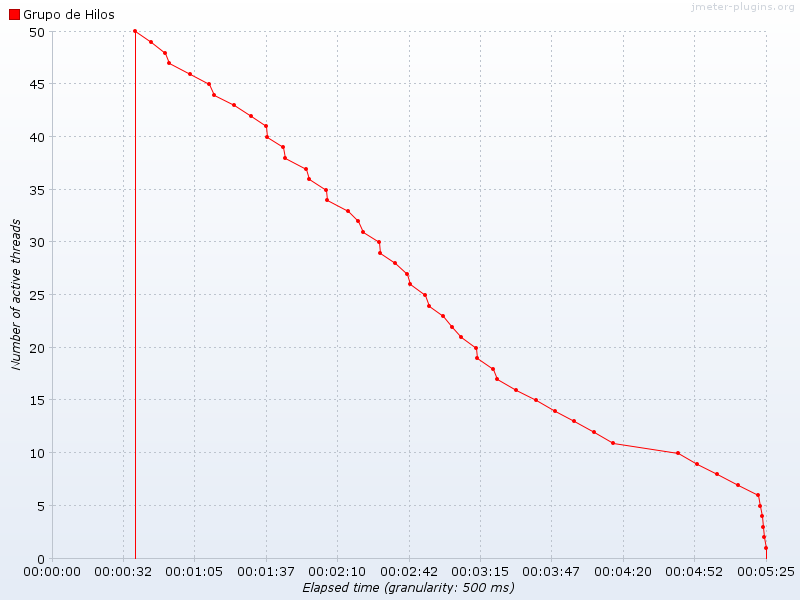 jmeter-plugins.org
Grupo de Hilos
50
45
40
35
30
25
20
15
10
5
0
Number of active threads
00:00:00 00:00:32 00:01:05 00:01:37 00:02:10 00:02:42 00:03:15 00:03:47 00:04:20 00:04:52 00:05:25
Elapsed time (granularity: 500 ms)